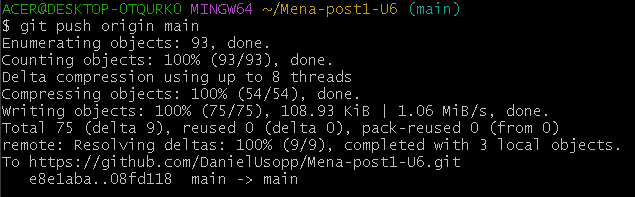 ACER@DESKTOP-OTQURKO MINGW64 ~/Mena-post1-U6 (main)
$ git push origin main
Enumerating objects: 93, done.
Counting objects: 100% (93/93), done.
Delta compression using up to 8 threads
Compressing objects: 100% (54/54), done.
Writing objects: 100% (75/75), 108.93 KiB | 1.06 MiB/s, done.
Total 75 (delta 9), reused 0 (delta 0), pack-reused 0 (from 0)
remote: Resolving deltas: 100% (9/9), completed with 3 local objects.
To https://github.com/DanielUsopp/Mena-post1-U6.git
   e8e1aba..08fd118  main -> main